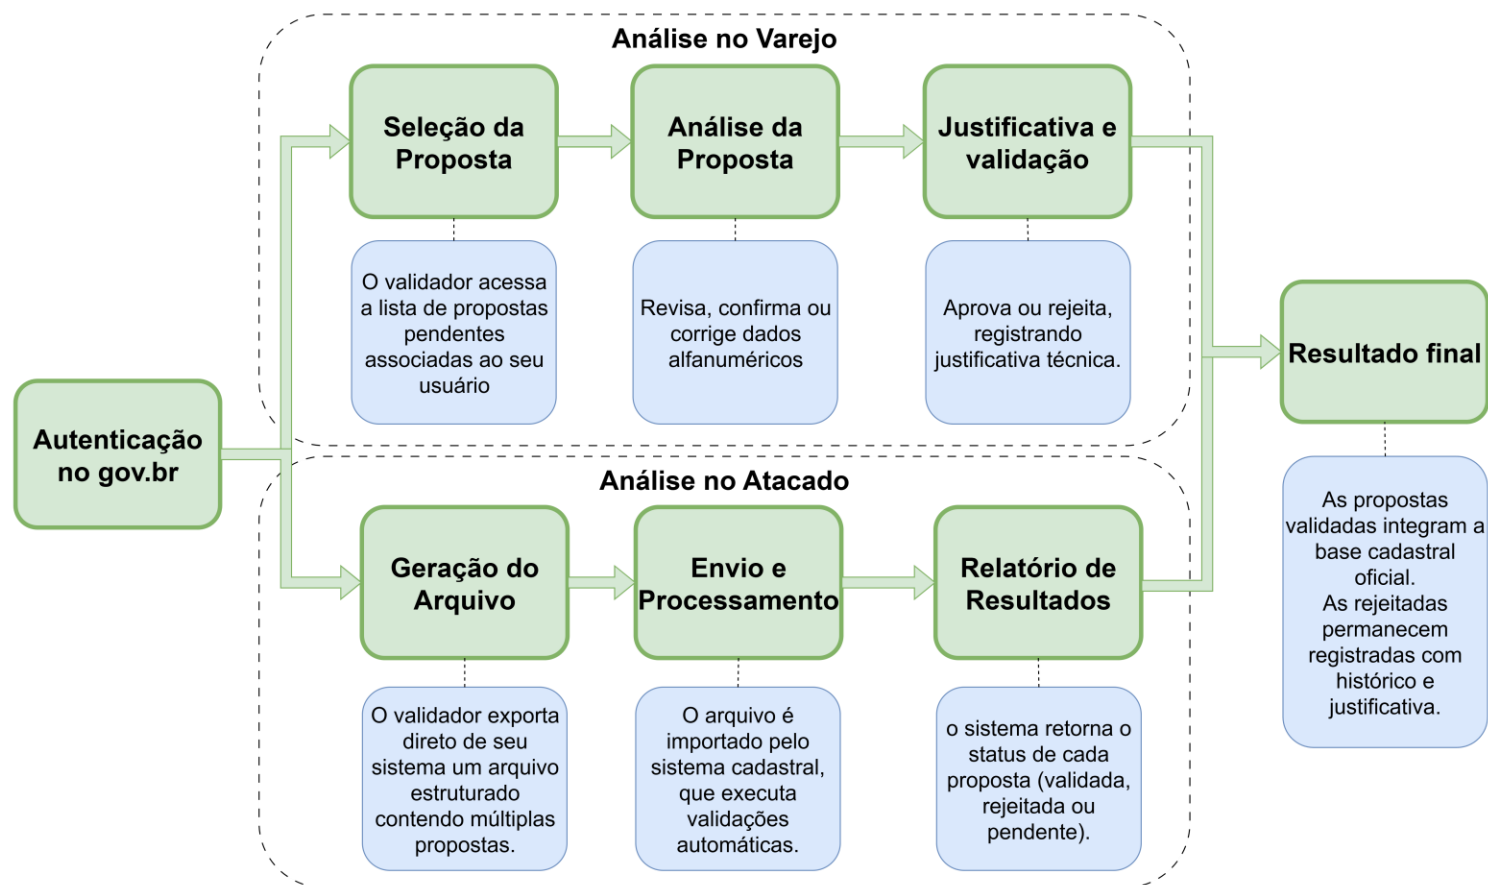 Análise no Varejo
Seleção da
Proposta
Análise da
Proposta
Justificativa e
validação
O validador acessa
a lista de propostas
pendentes
associadas ao seu
usuário
Revisa, confirma ou
corrige dados
alfanuméricos
Aprova ou rejeita,
registrando
justificativa técnica.
Autenticação
no gov.br
Análise no Atacado
Geração do
Arquivo
Envio e
Processamento
Relatório de
Resultados
O validador exporta
direto de seu
sistema um arquivo
estruturado
contendo múltiplas
propostas.
O arquivo é
importado pelo
sistema cadastral,
que executa
validações
automáticas.
o sistema retorna o
status de cada
proposta (validada,
rejeitada ou
pendente).
Resultado final
As propostas
validadas integram a
base cadastral
oficial.
As rejeitadas
permanecem
registradas com
histórico e
justificativa.